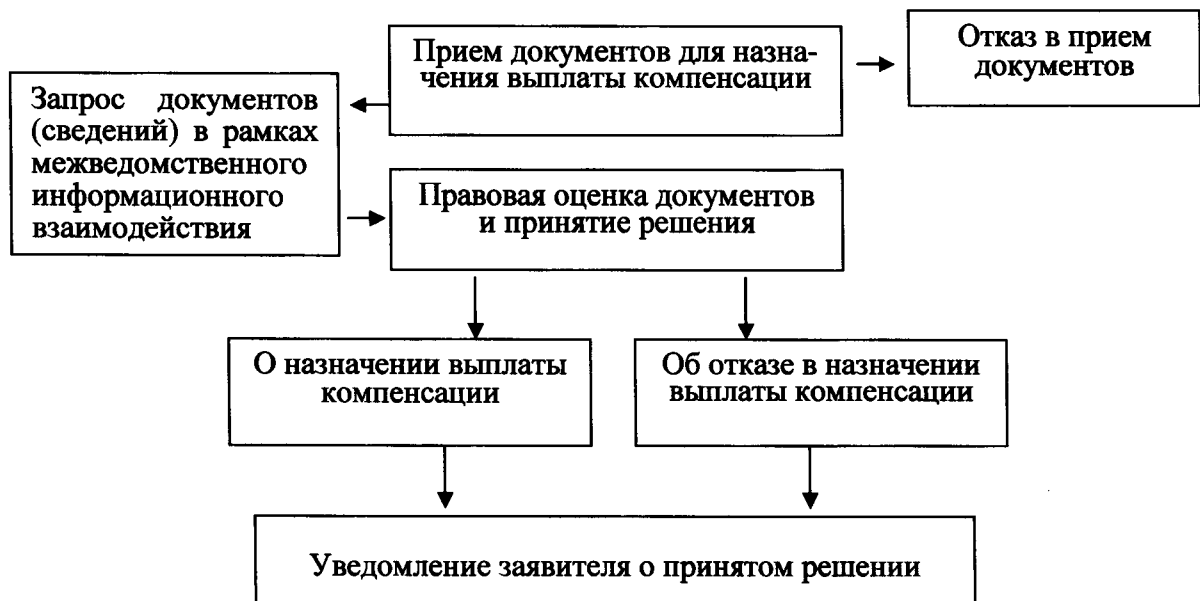 Прием документов для назна-
чения выплаты компенсации
Отказ в прием
документов
Запрос документов
(сведений) в рамках
межведомственного
информационного
взаимодействия
Правовая оценка документов
и принятие решения
О назначении выплаты
компенсации
Об отказе в назначении
выплаты компенсации
Уведомление заявителя о принятом решении